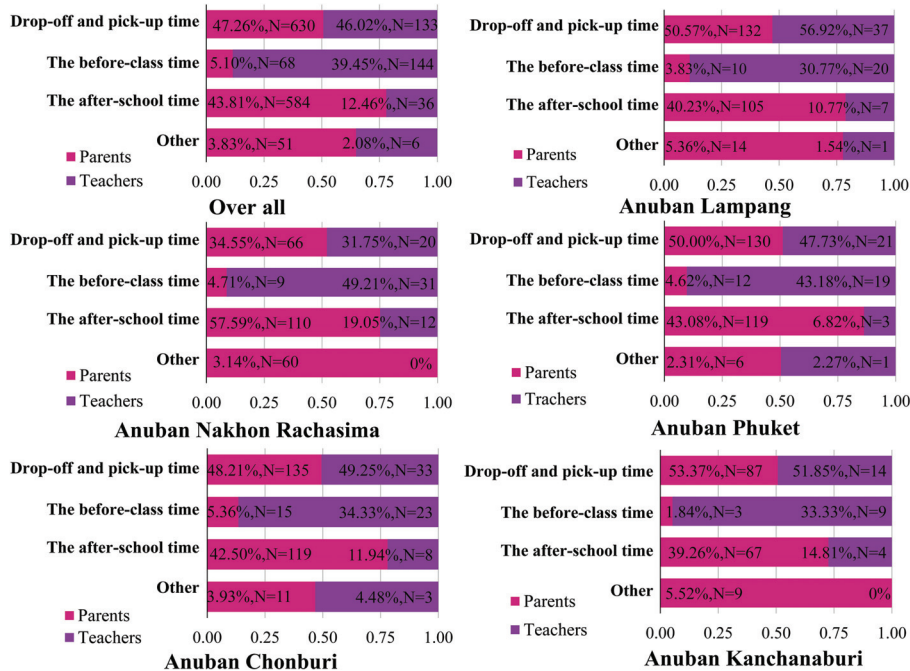 Drop-off and pick-up time 47.26%,N=630 46.02%,N=133
The before-class time 5.10%,N=68 39.45%,N=144
The after-school time 43.81%,N=584 12.46%,N=36
Other 3.83%,N=51 2.08%,N=6
Parents
Teachers
0.00 0.25 0.50 0.75 1.00
Over all
Drop-off and pick-up time 50.57%,N=132 56.92%,N=37
The before-class time 3.83%,N=10 30.77%,N=20
The after-school time 40.23%,N=105 10.77%,N=7
Other 5.36%,N=14 1.54%,N=1
Parents
Teachers
0.00 0.25 0.50 0.75 1.00
Anuban Lampang
Drop-off and pick-up time 34.55%,N=66 31.75%,N=20
The before-class time 4.71%,N=9 49.21%,N=31
The after-school time 57.59%,N=110 19.05%,N=12
Other 3.14%,N=60 0%
Parents
Teachers
0.00 0.25 0.50 0.75 1.00
Anuban Nakhon Rachasima
Drop-off and pick-up time 50.00%,N=130 47.73%,N=21
The before-class time 4.62%,N=12 43.18%,N=19
The after-school time 43.08%,N=119 6.82%,N=3
Other 2.31%,N=6 2.27%,N=1
Parents
Trachers
0.00 0.25 0.50 0.75 1.00
Anuban Phuket
Drop-off and pick-up time 48.21%,N=135 49.25%,N=33
The before-class time 5.36%,N=15 34.33%,N=23
The after-school time 42.50%,N=119 11.94%,N=8
Other 3.93%,N=11 4.48%,N=3
Parents
Teachers
0.00 0.25 0.50 0.75 1.00
Anuban Chonburi
Drop-off and pick-up time 53.37%,N=87 51.85%,N=14
The before-class time 1.84%,N=3 33.33%,N=9
The after-school time 39.26%,N=67 14.81%,N=4
Other 5.52%,N=9 0%
Parents
Teachers
0.00 0.25 0.50 0.75 1.00
Anuban Kanchanaburi